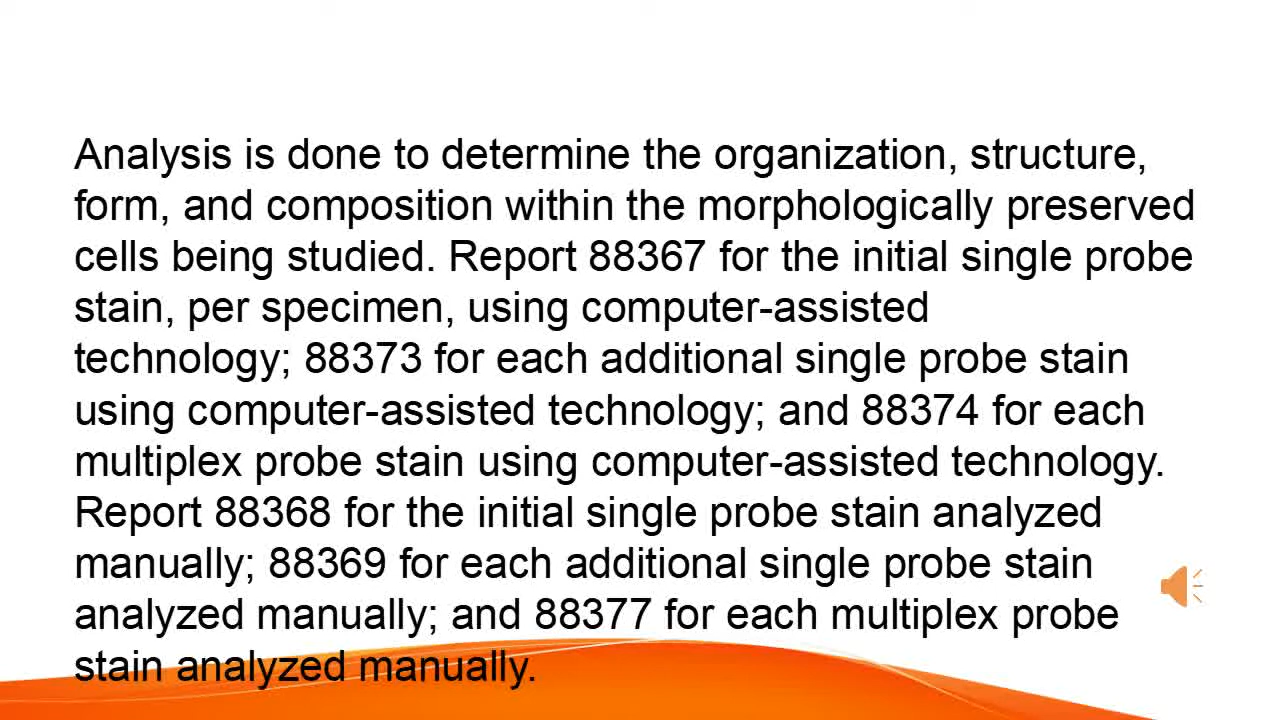 Analysis is done to determine the organization, structure,
form, and composition within the morphologically preserved
cells being studied. Report 88367 for the initial single probe
stain, per specimen, using computer-assisted
technology; 88373 for each additional single probe stain
using computer-assisted technology; and 88374 for each
multiplex probe stain using computer-assisted technology.
Report 88368 for the initial single probe stain analyzed
manually; 88369 for each additional single probe stain
analyzed manually; and 88377 for each multiplex probe
stain analyzed manually.